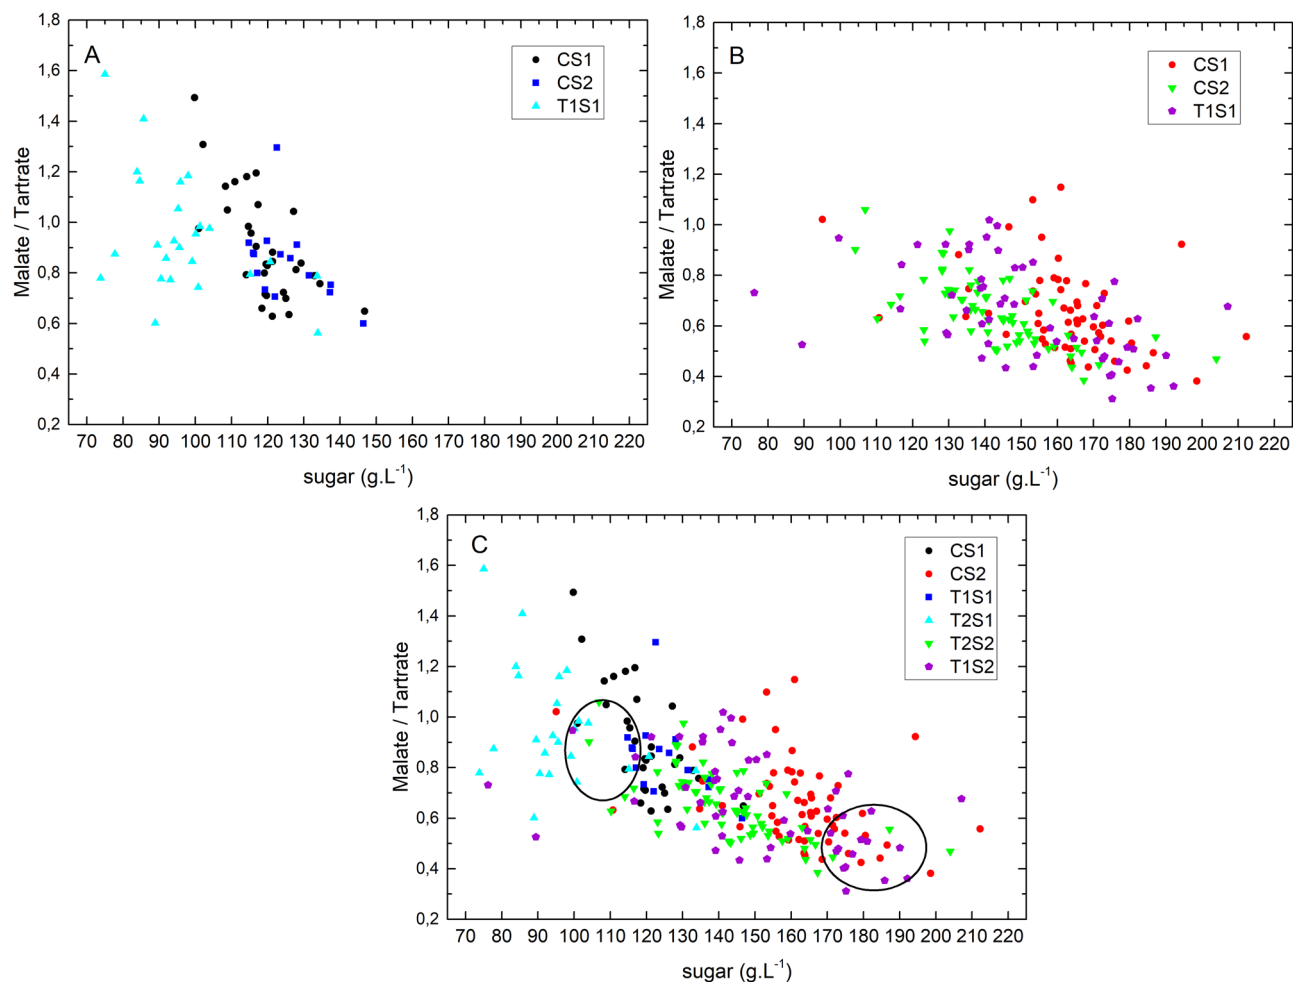 A
CS1
CS2
T1S1
1,8
1,6
1,4
1,2
1,0
0,8
0,6
0,4
0,2
Malate / Tartrate
70 80 90 100 110 120 130 140 150 160 170 180 190 200 210 220
sugar (g.L-1)
B
CS1
CS2
T1S1
1,8
1,6
1,4
1,2
1,0
0,8
0,6
0,4
0,2
Malate / Tartrate
70 80 90 100 110 120 130 140 150 160 170 180 190 200 210 220
sugar (g.L-1)
C
CS1
CS2
T1S1
T2S1
T2S2
T1S2
1,8
1,6
1,4
1,2
1,0
0,8
0,6
0,4
0,2
Malate / Tartrate
70 80 90 100 110 120 130 140 150 160 170 180 190 200 210 220
sugar (g.L-1)